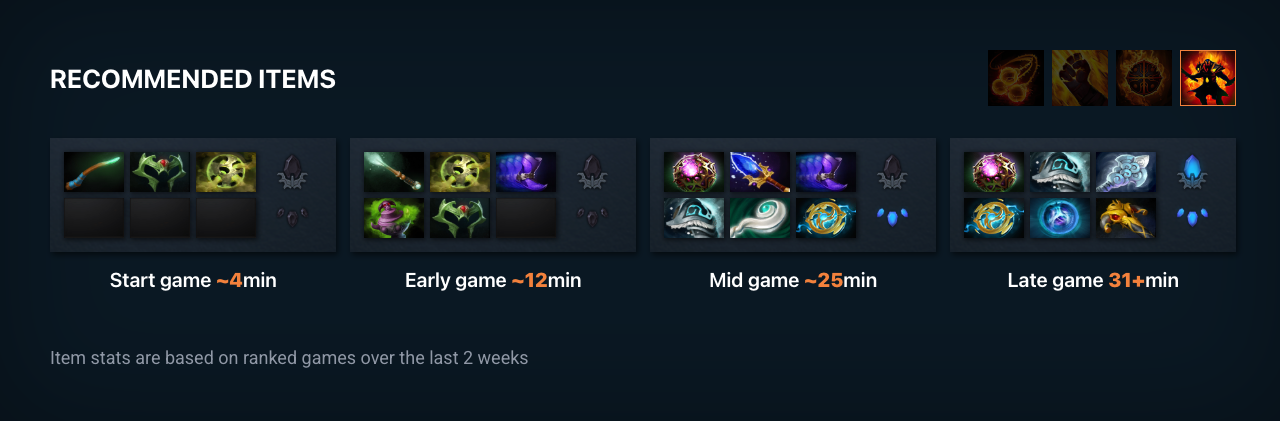 RECOMMENDED ITEMS
Start game ~4min
Early game ~12min
Mid game ~25min
Late game 31+min
Item stats are based on ranked games over the last 2 weeks